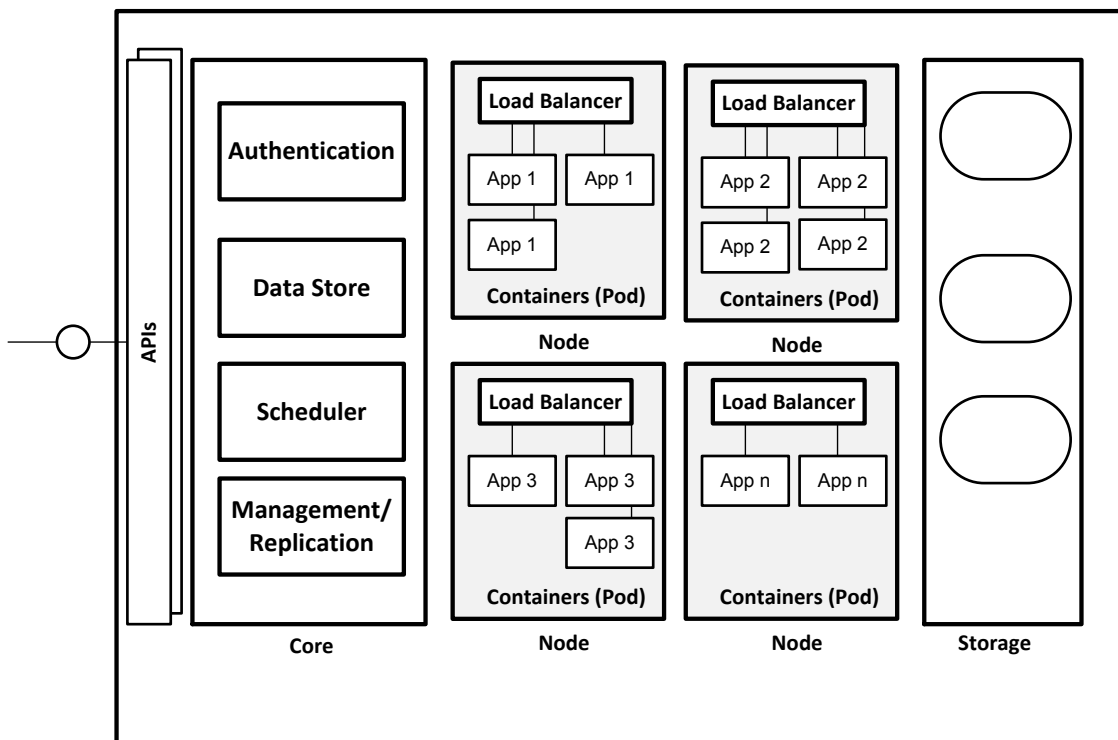 APIs
Authentication
Data Store
Scheduler
Management/
Replication
Core
Load Balancer
App 1
App 1
App 1
Containers (Pod)
Node
Load Balancer
App 2
App 2
App 2
App 2
Containers (Pod)
Node
Load Balancer
App 3
App 3
App 3
Containers (Pod)
Node
Load Balancer
App n
App n
Containers (Pod)
Node
Storage